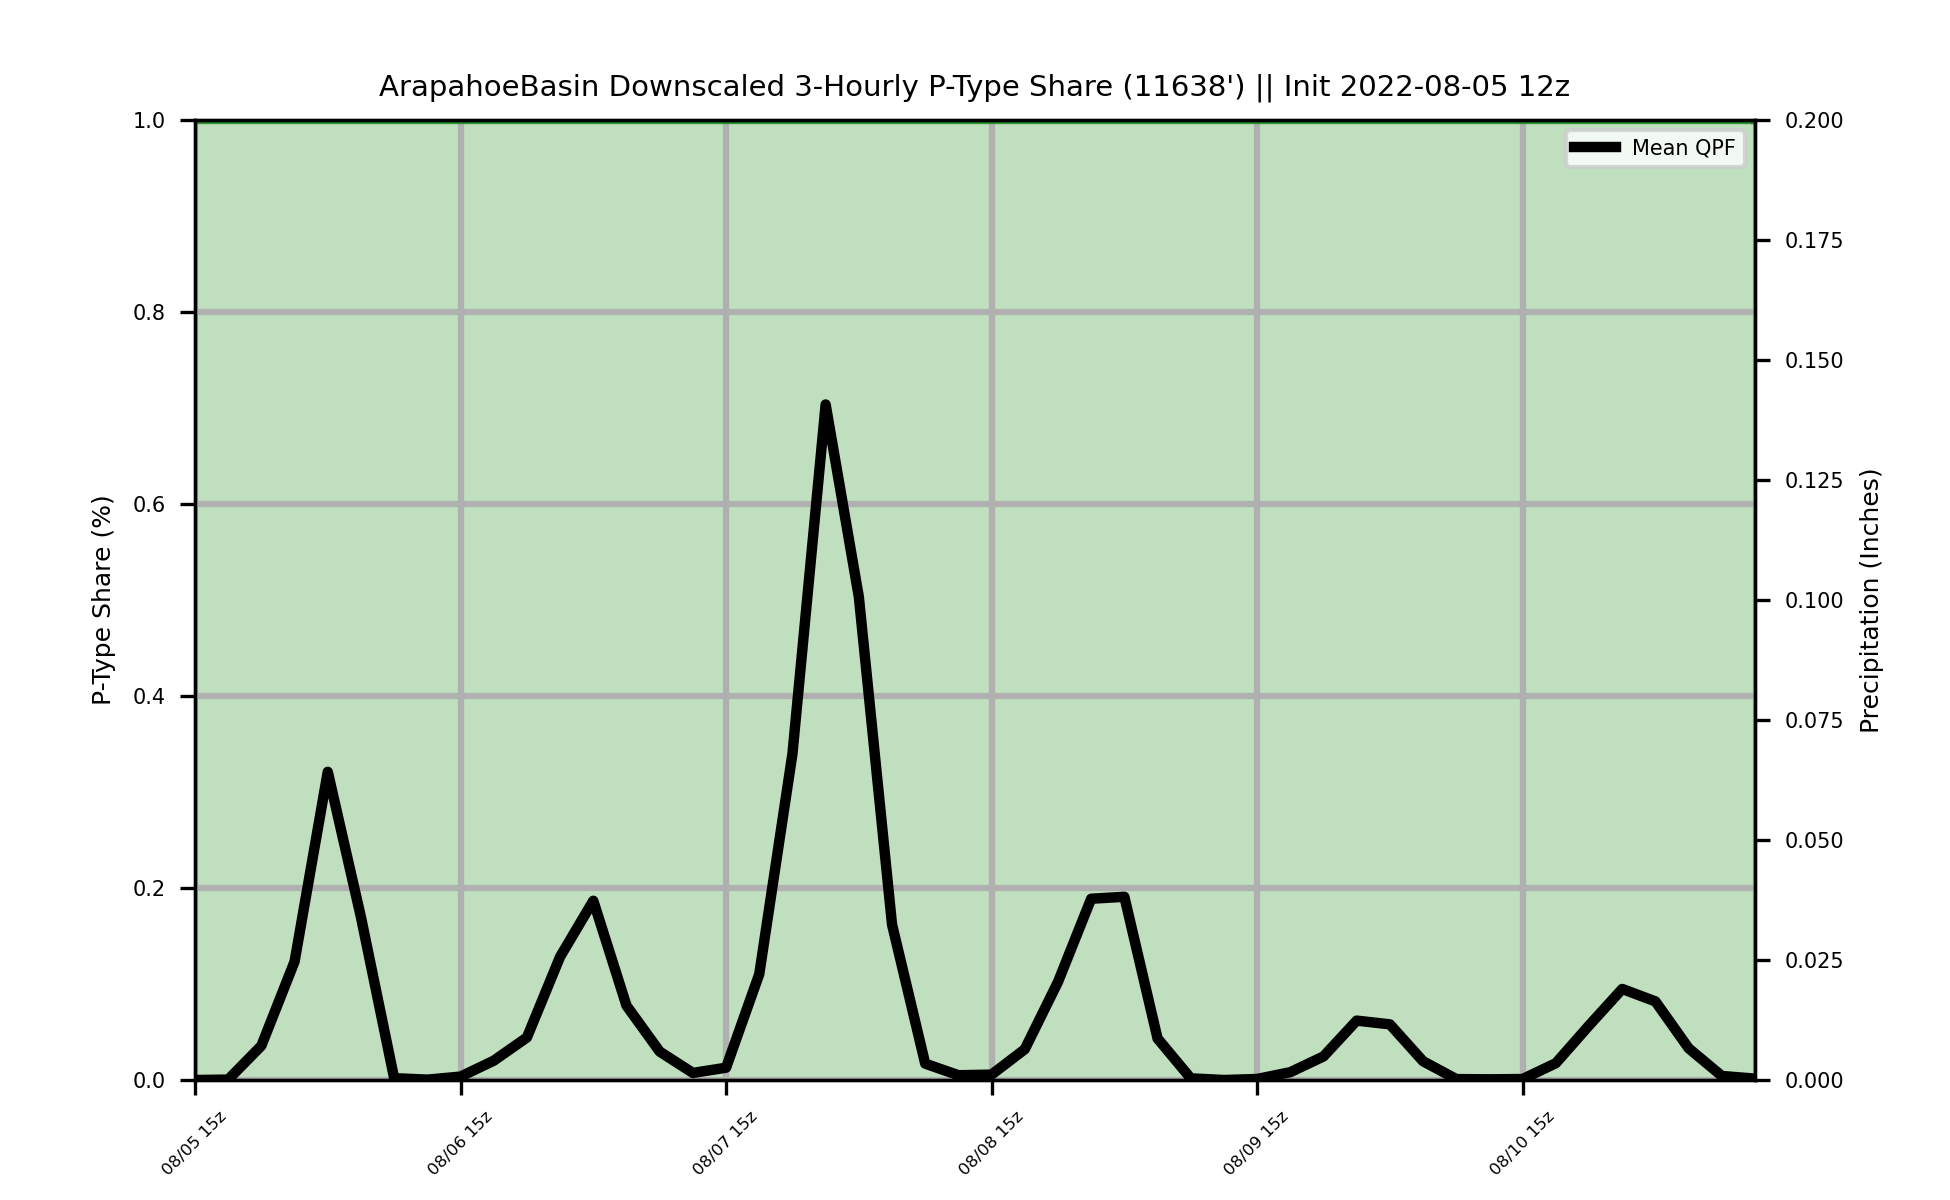 ArapahoeBasin Downscaled 3-Hourly P-Type Share (11638') || Init 2022-08-05 12z
Mean QPF
P-Type Share (%)
1.0
0.8
0.6
0.4
0.2
0.0
0.200
0.175
0.150
0.125
0.100
0.075
0.050
0.025
0.000
Precipitation (Inches)
08/05 15z
08/06 15z
08/07 15z
08/08 15z
08/09 15z
08/10 15z